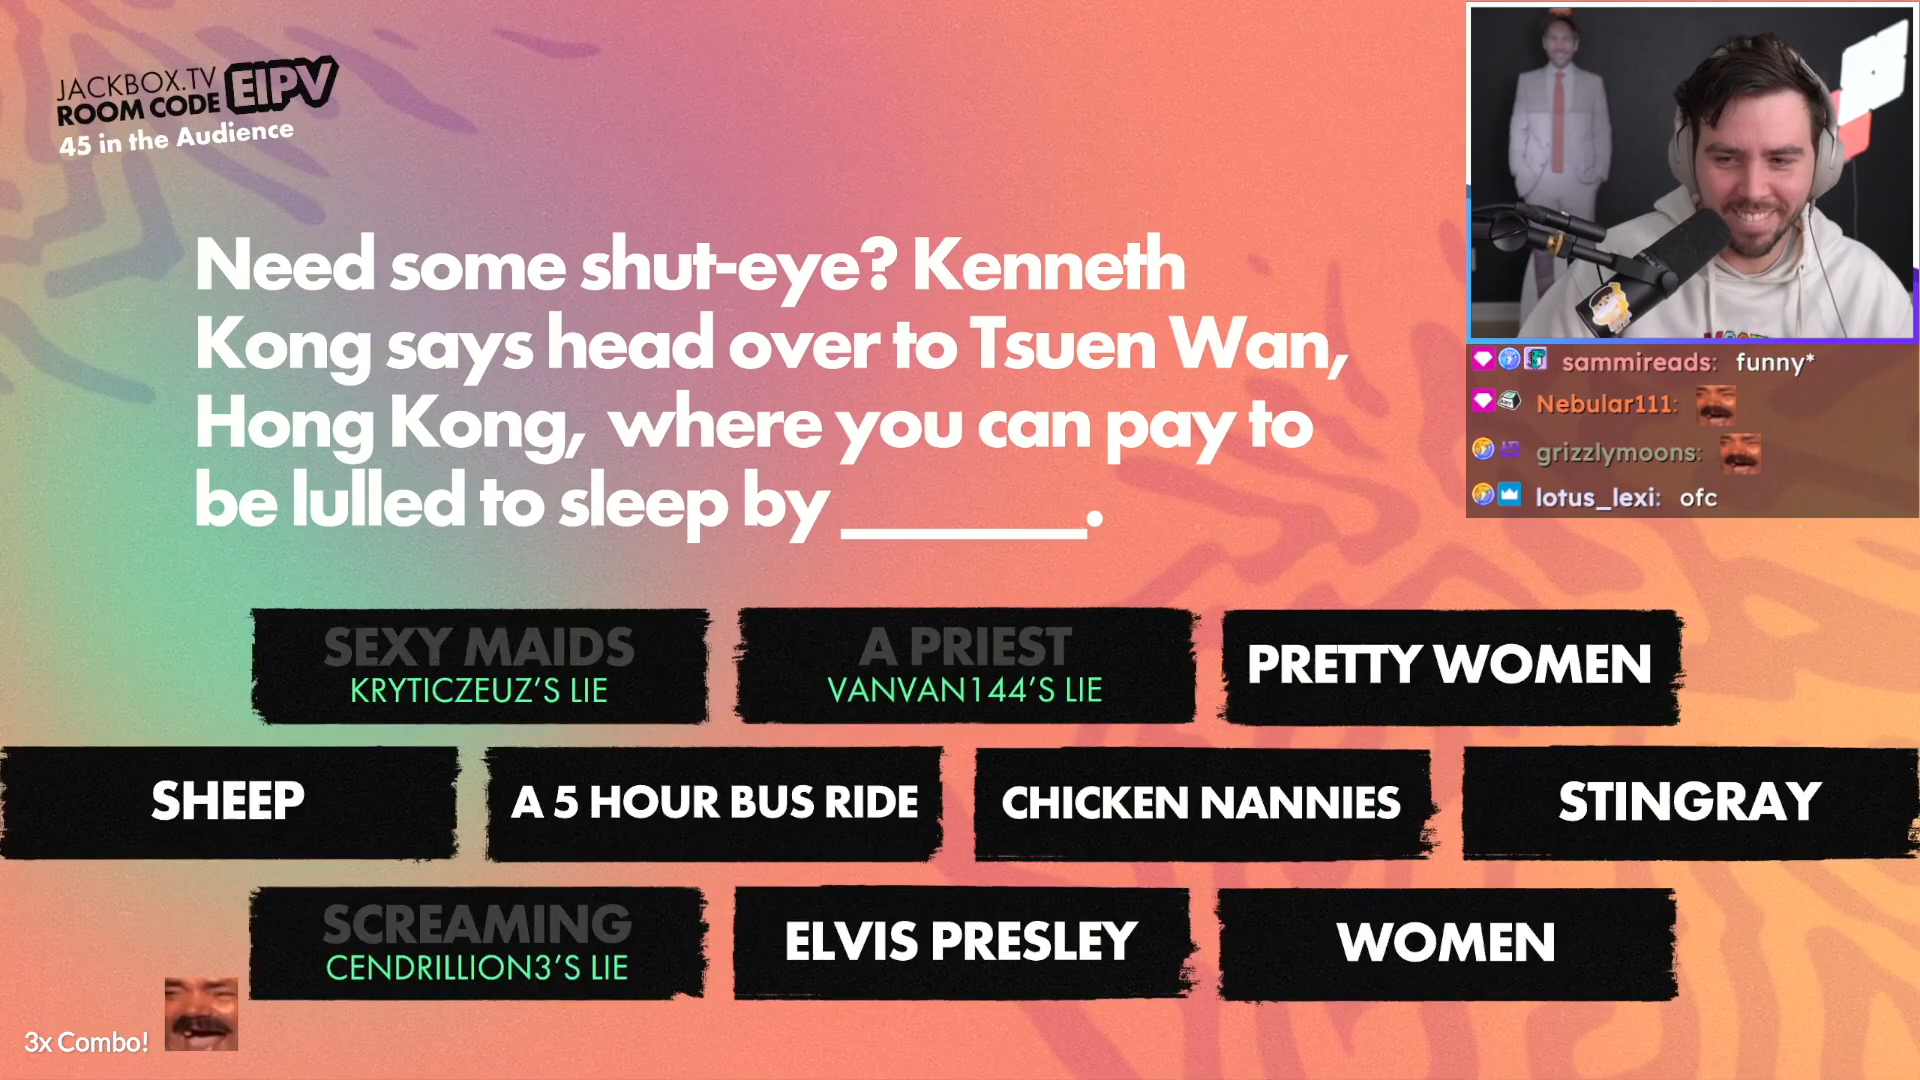 JACKBOX.TV
ROOM CODE EIPV
45 in the Audience
Need some shut-eye? Kenneth
Kong says head over to Tsuen Wan,
Hong Kong, where you can pay to
be lulled to sleep by ________.
SEXY MAIDS
KRYTICZEUZ'S LIE
A PRIEST
VANVAN144'S LIE
PRETTY WOMEN
SHEEP
A 5 HOUR BUS RIDE
CHICKEN NANNIES
STINGRAY
SCREAMING
CENDRILLION3'S LIE
ELVIS PRESLEY
WOMEN
3x Combo!
sammireads: funny*
Nebular111:
grizzlymoons:
lotus_lexi: ofc